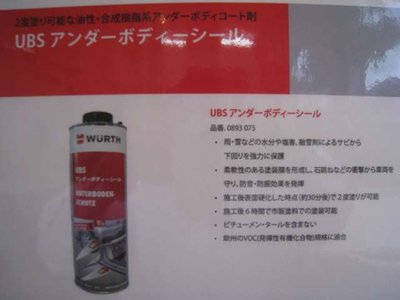 2度塗り可能な油性・合成樹脂系アンダーボディコート剤
UBS アンダーボディーシール
WÜRTH
UBS
アンダーボディーシール
UNTERBODEN-
SCHUTZ
UBS アンダーボディーシール
品番. 0893 075
• 雨・雪などの水分や塩害、融雪剤によるサビから
下回りを強力に保護
• 柔軟性のある塗装膜を形成し、石跳ねなどの衝撃から車両を
守り、防音・防振効果を発揮
• 施工後表面硬化した時点(約30分後)で2度塗りが可能
• 施工後6時間で市販塗料での塗装可能
• ビチューメン・タールを含まない
• 欧州のVOC(揮発性有機化合物)規格に適合